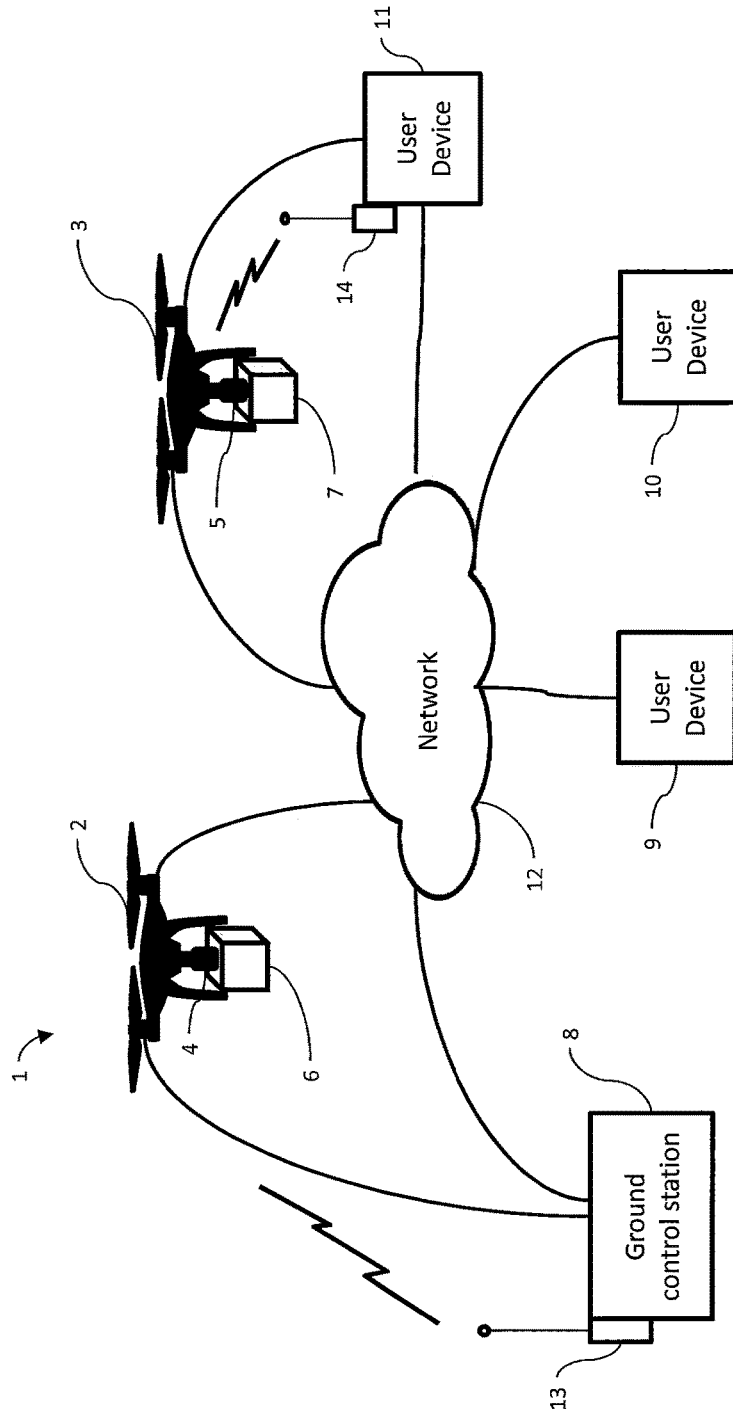 1
2
3
4
6
5
7
11
User
Device
14
Network
12
8
Ground
control station
13
User
Device
9
User
Device
10